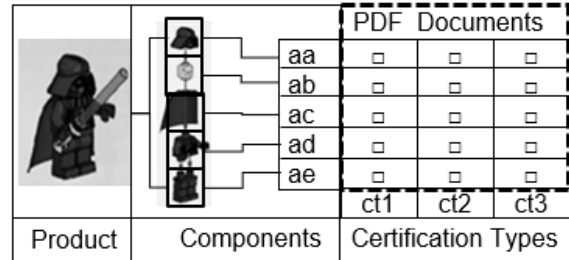 PDF Documents
aa
ab
ac
ad
ae
ct1 ct2 ct3
Product Components Certification Types